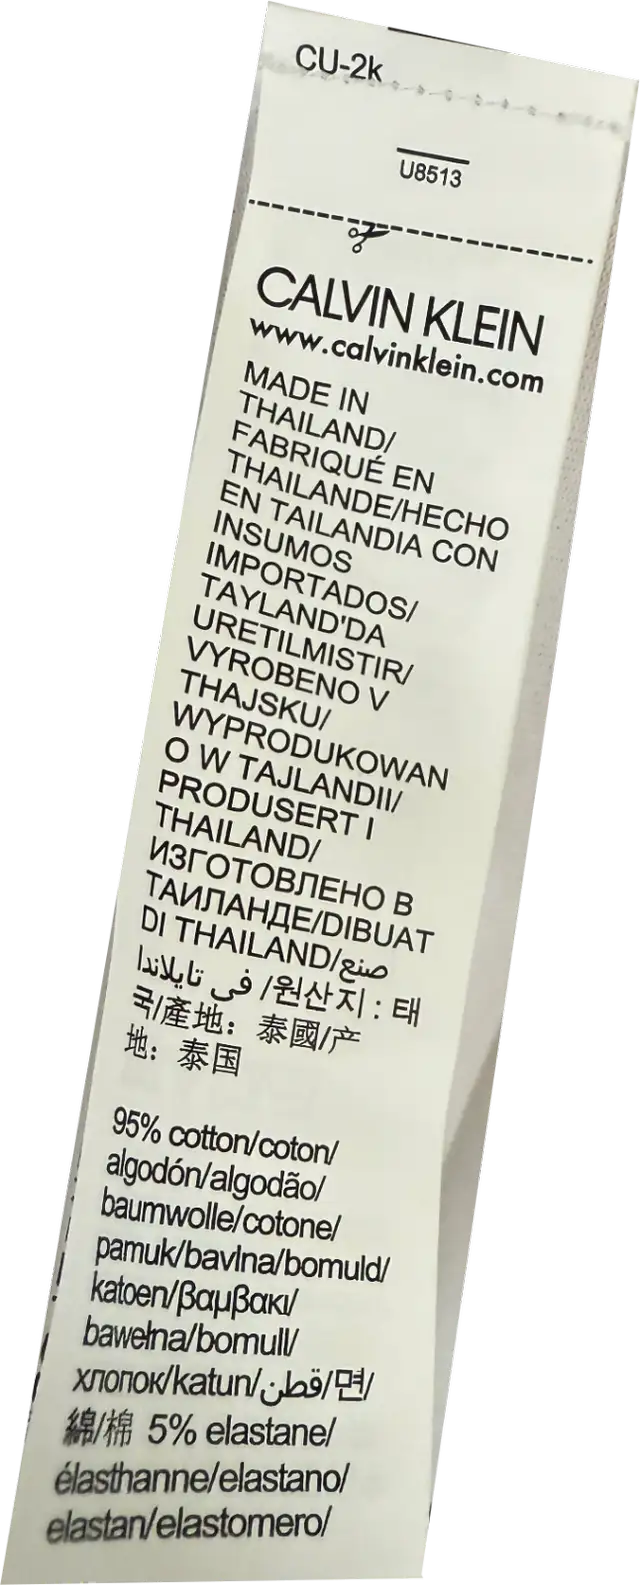 CU-2k
U8513
CALVIN KLEIN
www.calvinklein.com
MADE IN
THAILAND/
FABRIQUÉ EN
THAILANDE/HECHO
EN TAILANDIA CON
INSUMOS
IMPORTADOS/
TAYLAND'DA
URETILMISTIR/
VYROBENO V
THAJSKU/
WYPRODUKOWAN
O W TAJLANDII/
PRODUSERT I
THAILAND/
ИЗГОТОВЛЕНО В
ТАИЛАНДЕ/DIBUAT
DI THAILAND/صنع
في تايلاندا /원산지 : 태
국/產地：泰國/产
地：泰国
95% cotton/coton/
algodón/algodão/
baumwolle/cotone/
pamuk/bavlna/bomuld/
katoen/βαμβακι/
bawełna/bomull/
хлопок/katun/قطن/면/
綿/棉 5% elastane/
élasthanne/elastano/
elastan/elastomero/